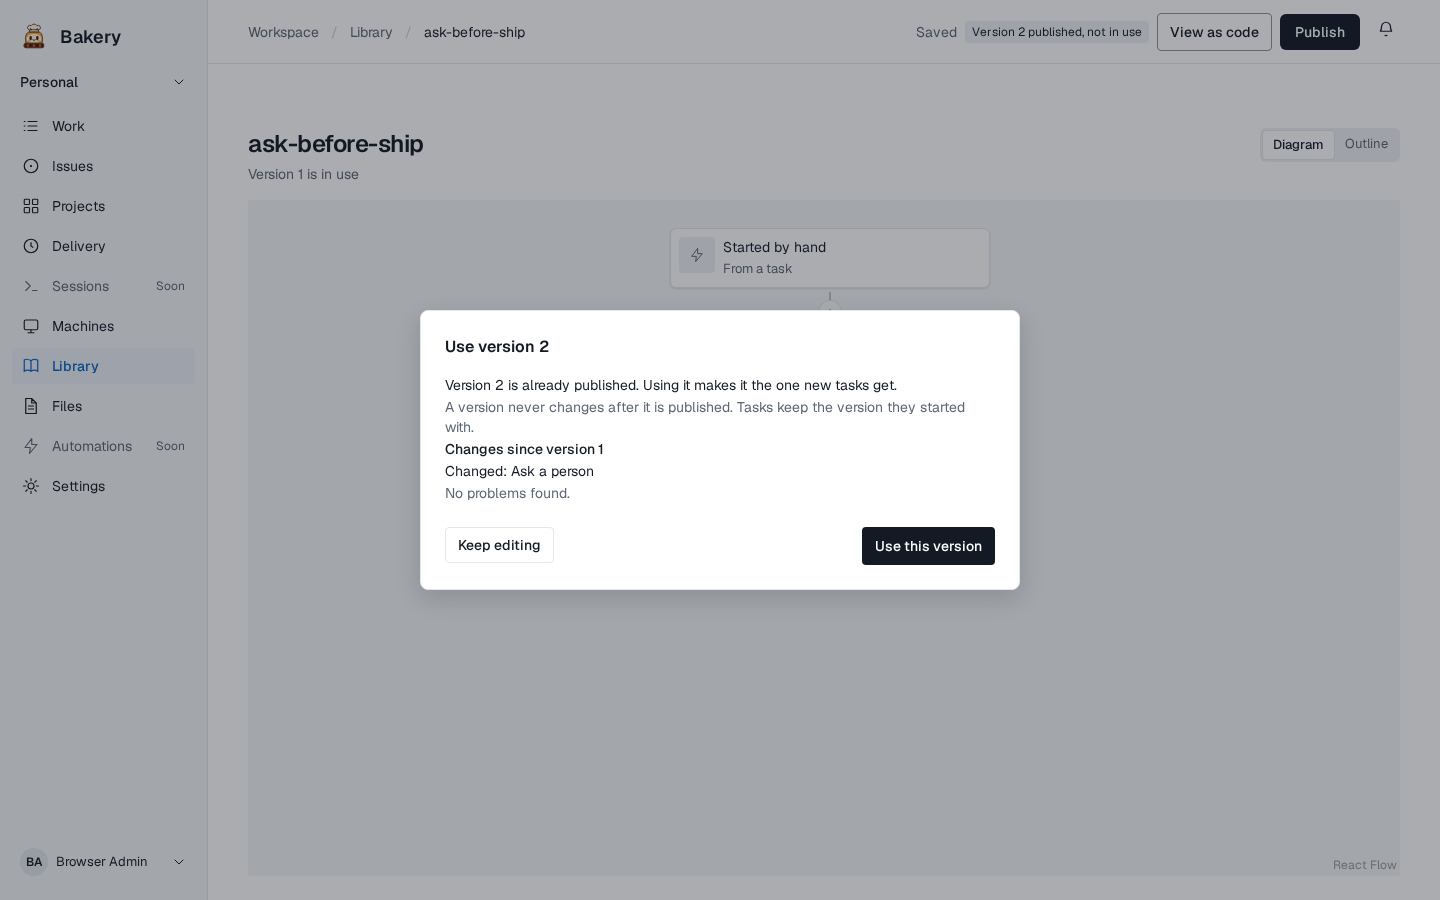 Bakery
Workspace / Library / ask-before-ship
Saved
Version 2 published, not in use
View as code
Publish
Personal
Work
Issues
Projects
Delivery
Sessions Soon
Machines
Library
Files
Automations Soon
Settings
BA Browser Admin
ask-before-ship
Version 1 is in use
Diagram
Outline
Started by hand
From a task
Use version 2
Version 2 is already published. Using it makes it the one new tasks get.
A version never changes after it is published. Tasks keep the version they started
with.
Changes since version 1
Changed: Ask a person
No problems found.
Keep editing
Use this version
React Flow